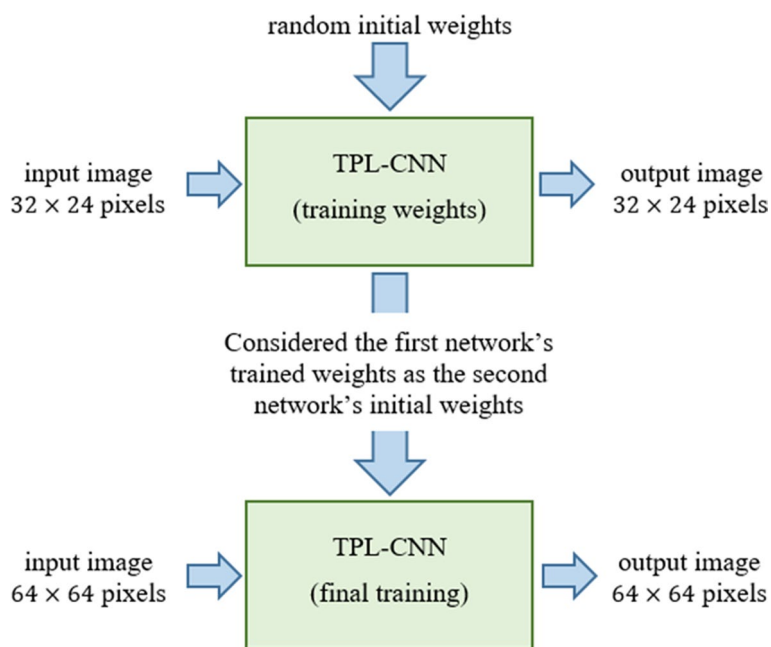 random initial weights
input image
32 × 24 pixels
TPL-CNN
(training weights)
output image
32 × 24 pixels
Considered the first network's
trained weights as the second
network's initial weights
input image
64 × 64 pixels
TPL-CNN
(final training)
output image
64 × 64 pixels